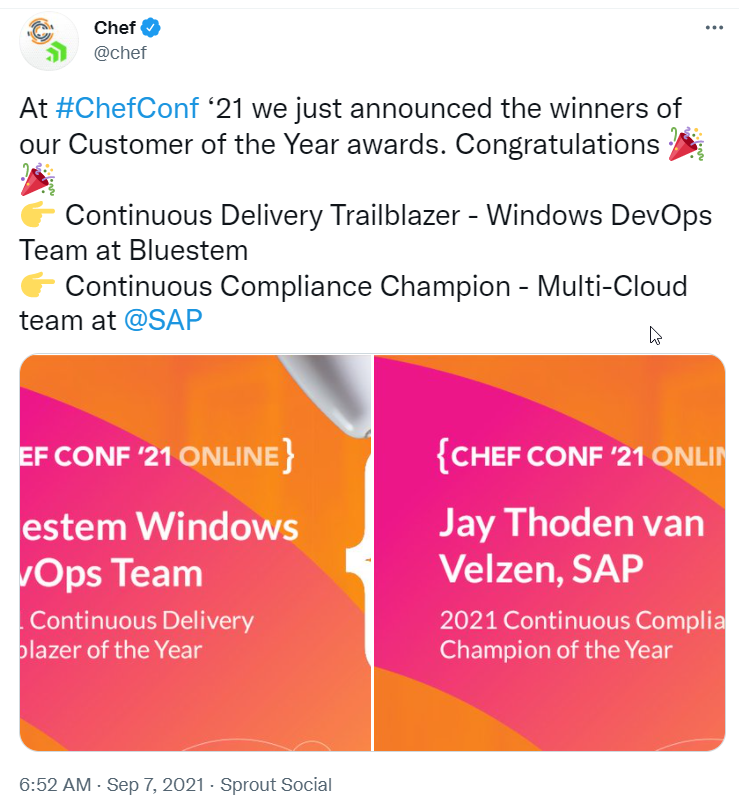 Chef
@chef
At #ChefConf ‘21 we just announced the winners of
our Customer of the Year awards. Congratulations 🎉
🎉
👉 Continuous Delivery Trailblazer - Windows DevOps
Team at Bluestem
👉 Continuous Compliance Champion - Multi-Cloud
team at @SAP
EF CONF ‘21 ONLINE}
estem Windows
vOps Team
Continuous Delivery
blazer of the Year
{CHEF CONF ‘21 ONLIN
Jay Thoden van
Velzen, SAP
2021 Continuous Complia
Champion of the Year
6:52 AM · Sep 7, 2021 · Sprout Social